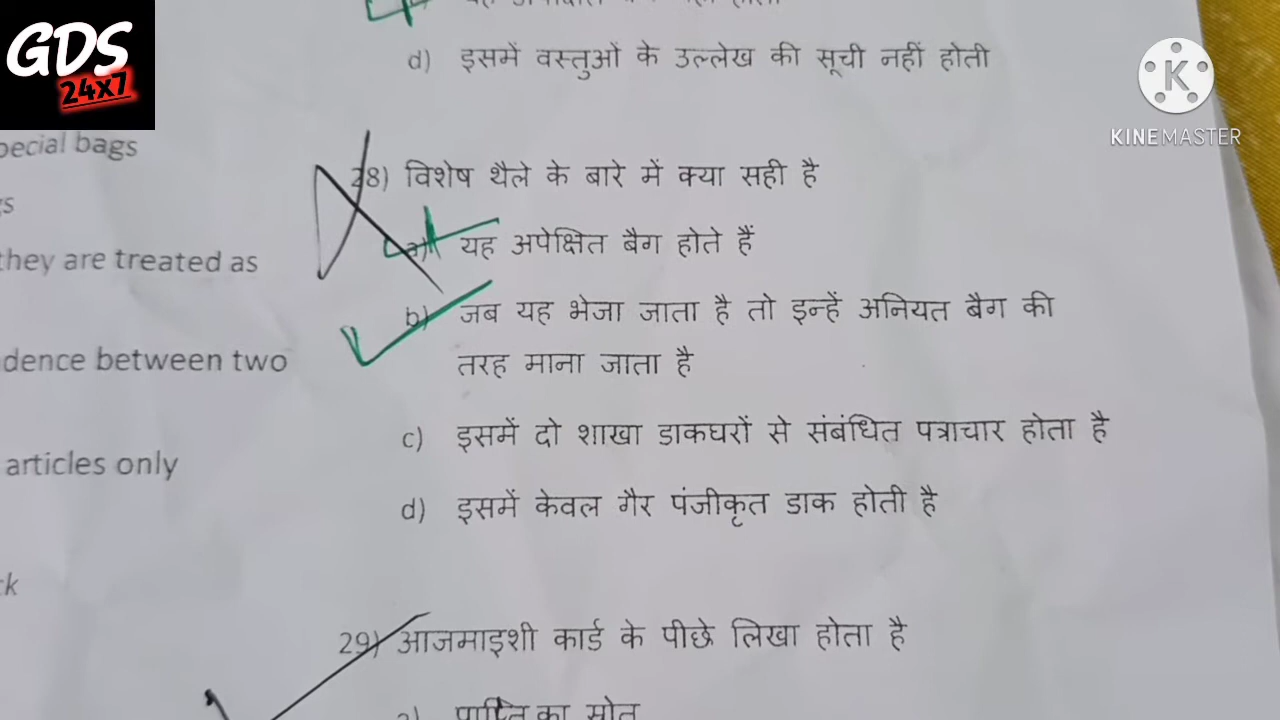 GDS
24x7
KINEMASTER
d) इसमें वस्तुओं के उल्लेख की सूची नहीं होती
pecial bags
28) विशेष थैले के बारे में क्या सही है
s
a) यह अपेक्षित बैग होते हैं
they are treated as
b) जब यह भेजा जाता है तो इन्हें अनियत बैग की
तरह माना जाता है
dence between two
c) इसमें दो शाखा डाकघरों से संबंधित पत्राचार होता है
articles only
d) इसमें केवल गैर पंजीकृत डाक होती है
ck
29) आजमाइशी कार्ड के पीछे लिखा होता है
a) का स्रोत